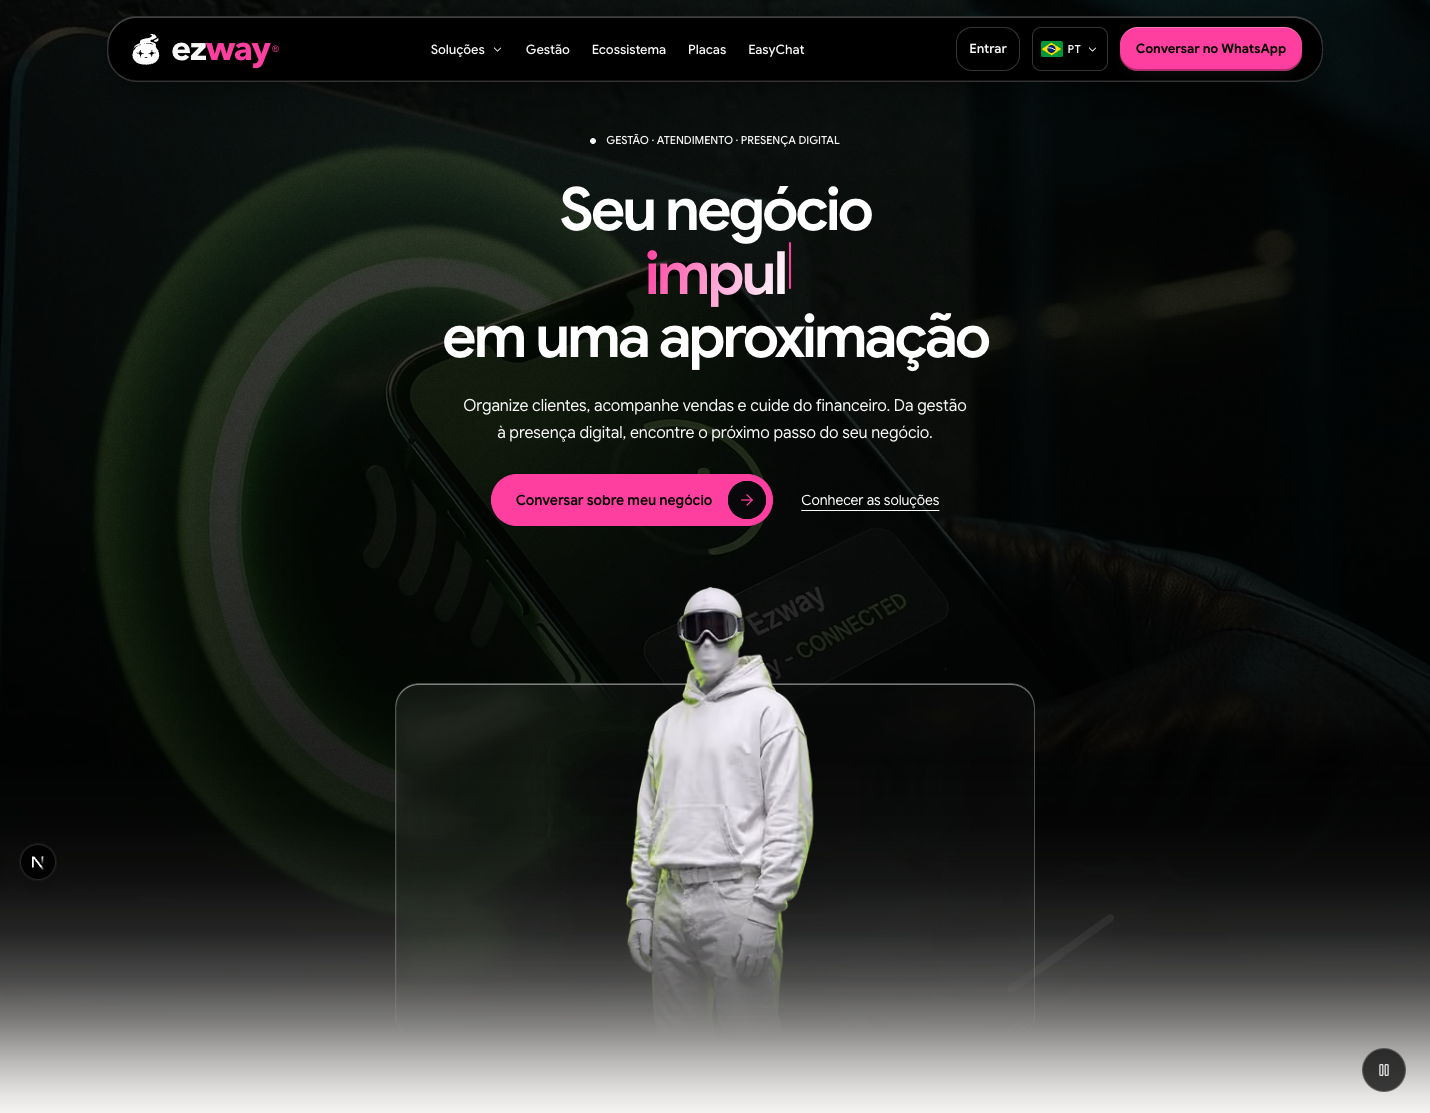 ezway®
Soluções
Gestão
Ecossistema
Placas
EasyChat
Entrar
PT
Conversar no WhatsApp
GESTÃO · ATENDIMENTO · PRESENÇA DIGITAL
Seu negócio
impul
em uma aproximação
Organize clientes, acompanhe vendas e cuide do financeiro. Da gestão
à presença digital, encontre o próximo passo do seu negócio.
Conversar sobre meu negócio
Conhecer as soluções
Ezway
y - CONNECTED
N